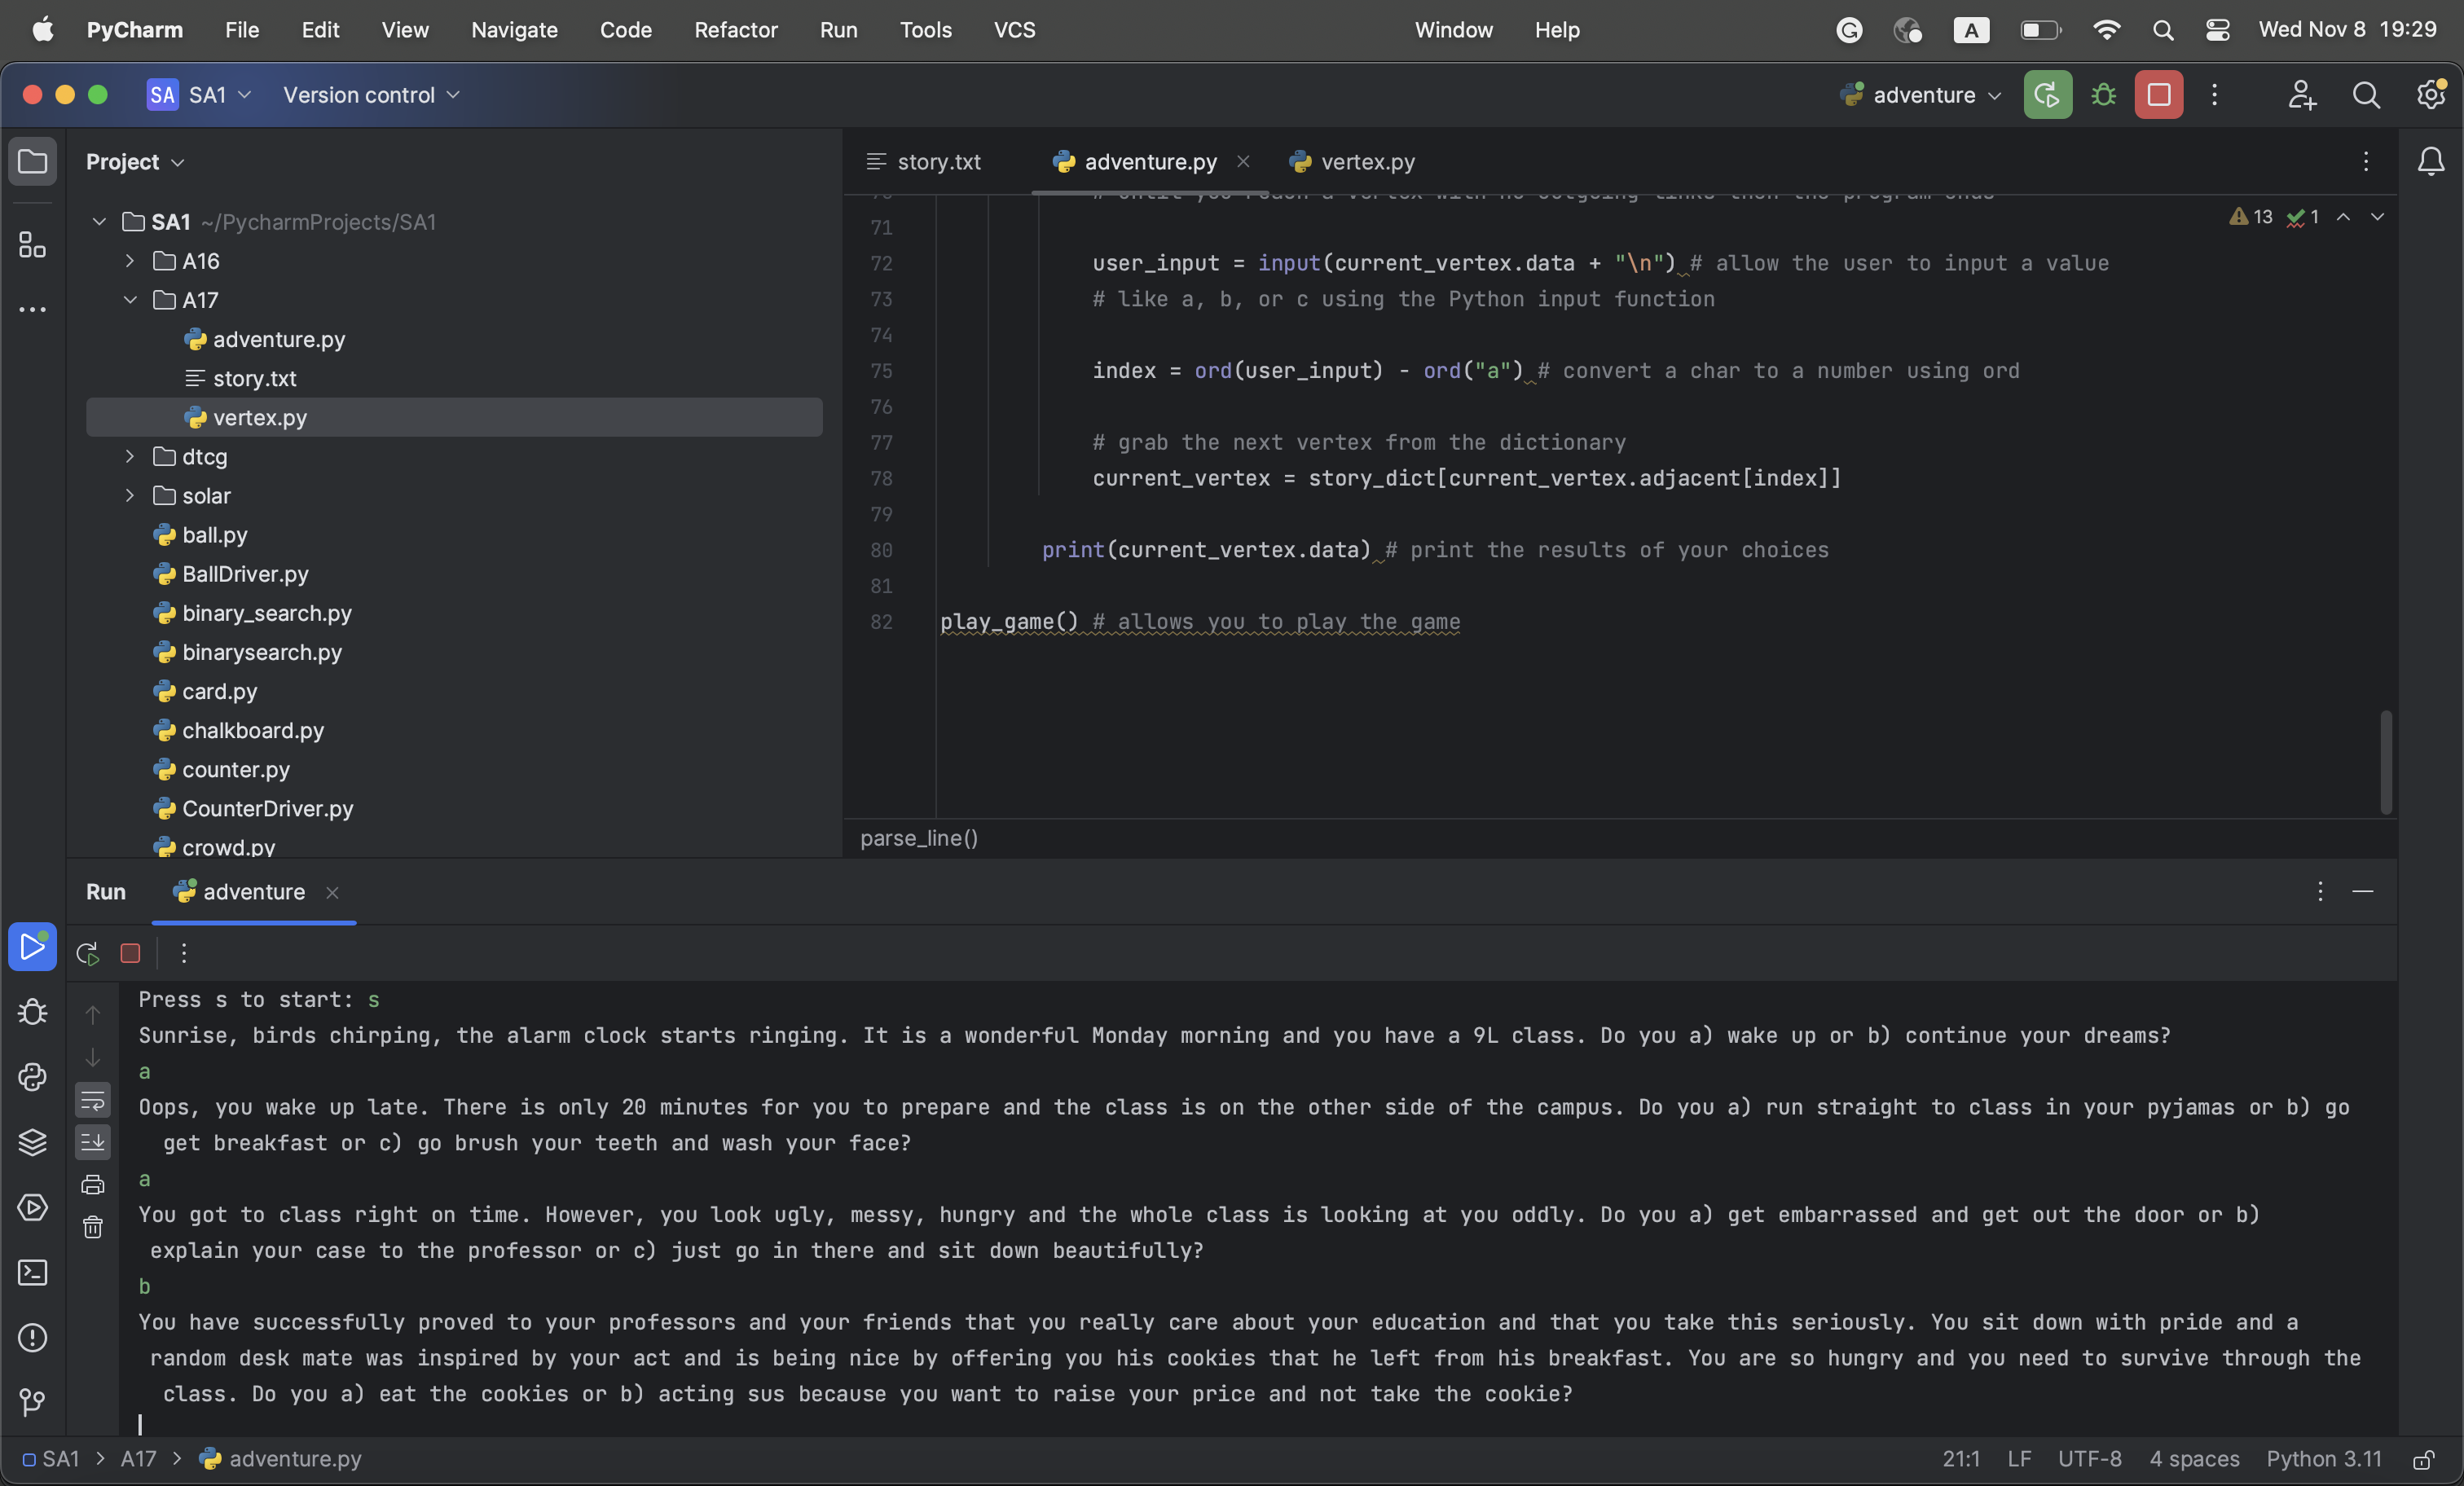 PyCharm File Edit View Navigate Code Refactor Run Tools VCS Window Help A Wed Nov 8 19:29
SA SA1 Version control adventure
Project
SA1 ~/PycharmProjects/SA1
A16
A17
adventure.py
story.txt
vertex.py
dtcg
solar
ball.py
BallDriver.py
binary_search.py
binarysearch.py
card.py
chalkboard.py
counter.py
CounterDriver.py
crowd.py
story.txt adventure.py vertex.py
13 1
# until you reach a vertex with no outgoing links then the program ends
71
72 user_input = input(current_vertex.data + "\n") # allow the user to input a value
73 # like a, b, or c using the Python input function
74
75 index = ord(user_input) - ord("a") # convert a char to a number using ord
76
77 # grab the next vertex from the dictionary
78 current_vertex = story_dict[current_vertex.adjacent[index]]
79
80 print(current_vertex.data) # print the results of your choices
81
82 play_game() # allows you to play the game
parse_line()
Run adventure
Press s to start: s
Sunrise, birds chirping, the alarm clock starts ringing. It is a wonderful Monday morning and you have a 9L class. Do you a) wake up or b) continue your dreams?
a
Oops, you wake up late. There is only 20 minutes for you to prepare and the class is on the other side of the campus. Do you a) run straight to class in your pyjamas or b) go
get breakfast or c) go brush your teeth and wash your face?
a
You got to class right on time. However, you look ugly, messy, hungry and the whole class is looking at you oddly. Do you a) get embarrassed and get out the door or b)
explain your case to the professor or c) just go in there and sit down beautifully?
b
You have successfully proved to your professors and your friends that you really care about your education and that you take this seriously. You sit down with pride and a
random desk mate was inspired by your act and is being nice by offering you his cookies that he left from his breakfast. You are so hungry and you need to survive through the
class. Do you a) eat the cookies or b) acting sus because you want to raise your price and not take the cookie?
SA1 > A17 > adventure.py 21:1 LF UTF-8 4 spaces Python 3.11